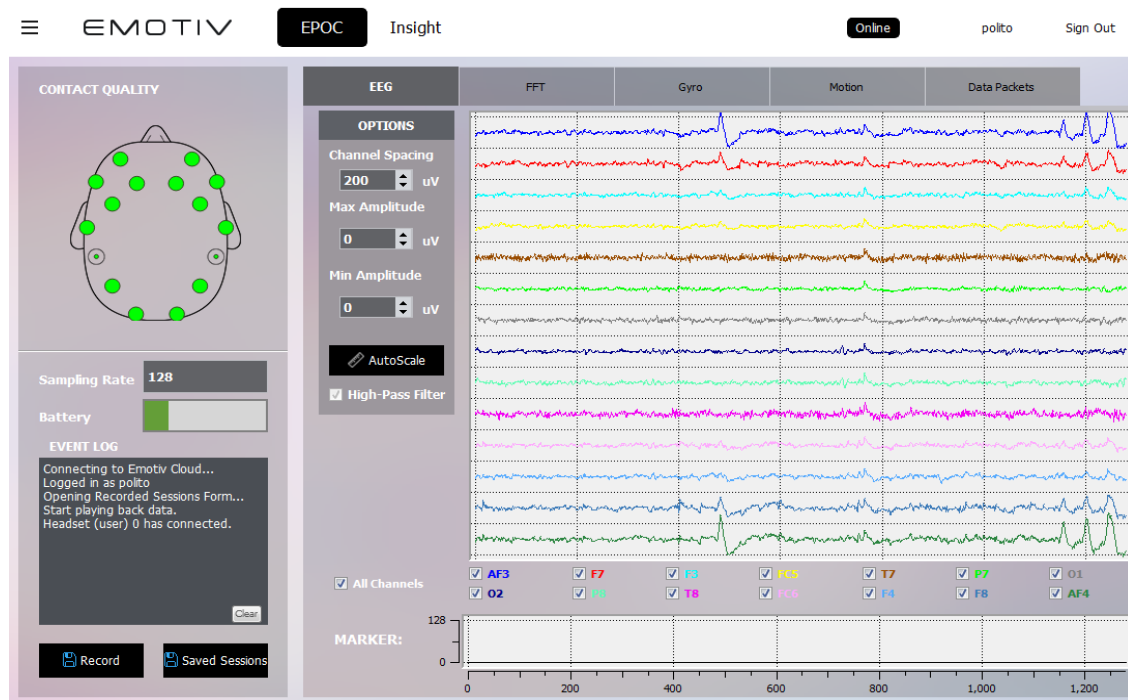 EMOTIV
EPOC
Insight
Online
polito
Sign Out
CONTACT QUALITY
Sampling Rate 128
Battery
EVENT LOG
Connecting to Emotiv Cloud...
Logged in as polito
Opening Recorded Sessions Form...
Start playing back data.
Headset (user) 0 has connected.
Clear
Record
Saved Sessions
EEG
FFT
Gyro
Motion
Data Packets
OPTIONS
Channel Spacing
200 uV
Max Amplitude
0 uV
Min Amplitude
0 uV
AutoScale
High-Pass Filter
All Channels
AF3 F7 F3 FC5 T7 P7 O1
O2 P8 T8 FC6 F4 F8 AF4
MARKER:
128
0
0 200 400 600 800 1,000 1,200